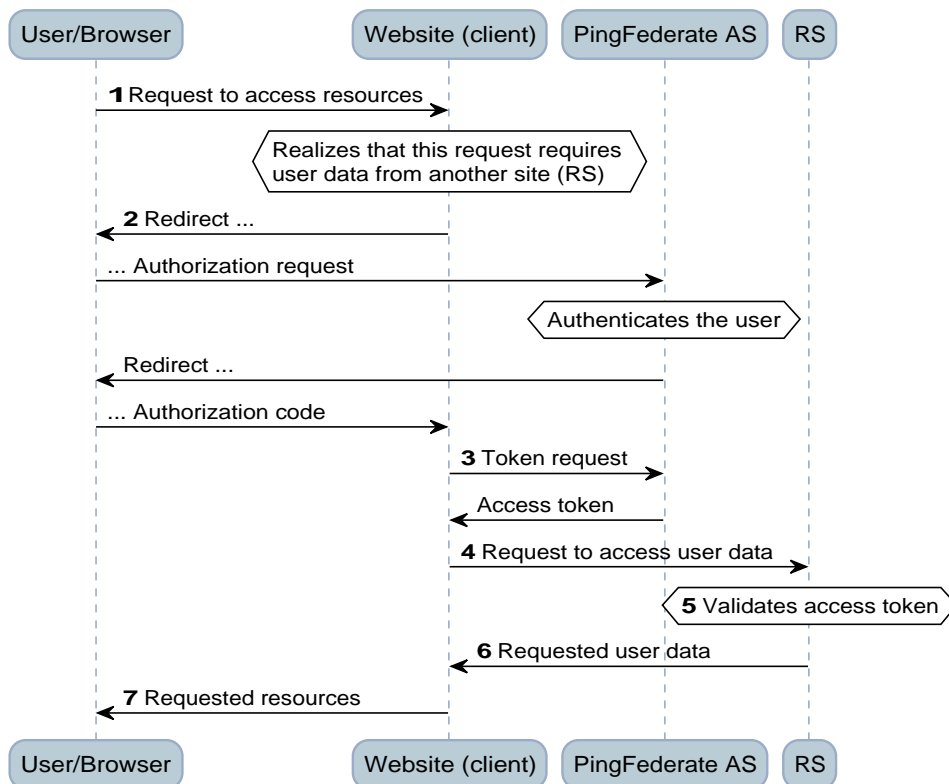 User/Browser
Website (client)
PingFederate AS
RS
1 Request to access resources
Realizes that this request requires
user data from another site (RS)
2 Redirect ...
... Authorization request
Authenticates the user
Redirect ...
... Authorization code
3 Token request
Access token
4 Request to access user data
5 Validates access token
6 Requested user data
7 Requested resources
User/Browser
Website (client)
PingFederate AS
RS